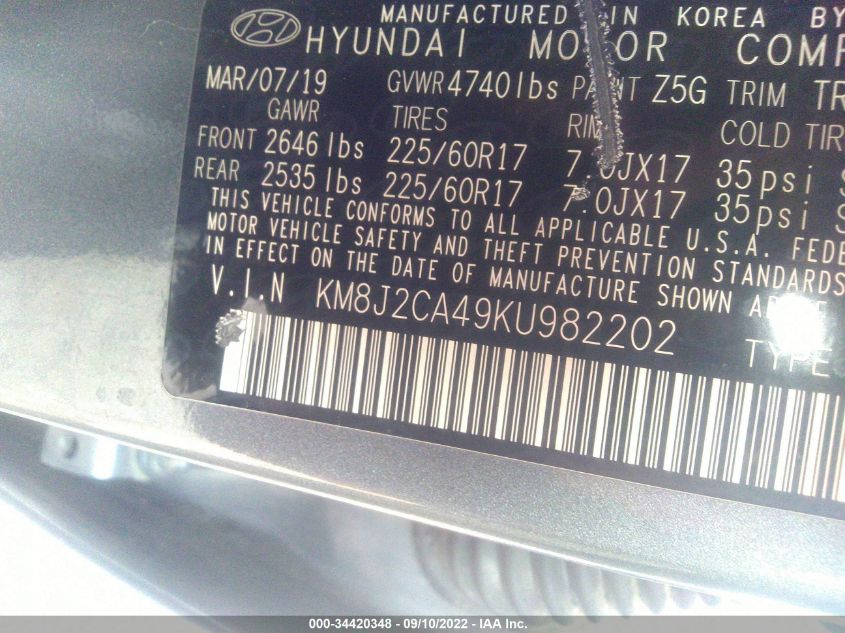 MANUFACTURED IN KOREA BY
HYUNDAI MOTOR COMP
MAR/07/19 GVWR 4740 lbs PAINT Z5G TRIM TR
GAWR TIRES RIM COLD TIR
FRONT 2646 lbs 225/60R17 7.0JX17 35psi S
REAR 2535 lbs 225/60R17 7.0JX17 35psi S
THIS VEHICLE CONFORMS TO ALL APPLICABLE U.S.A. FEDE
MOTOR VEHICLE SAFETY AND THEFT PREVENTION STANDARDS
IN EFFECT ON THE DATE OF MANUFACTURE SHOWN
V.I.N KM8J2CA49KU982202
TYPE
000-34420348 - 09/10/2022 - IAA Inc.